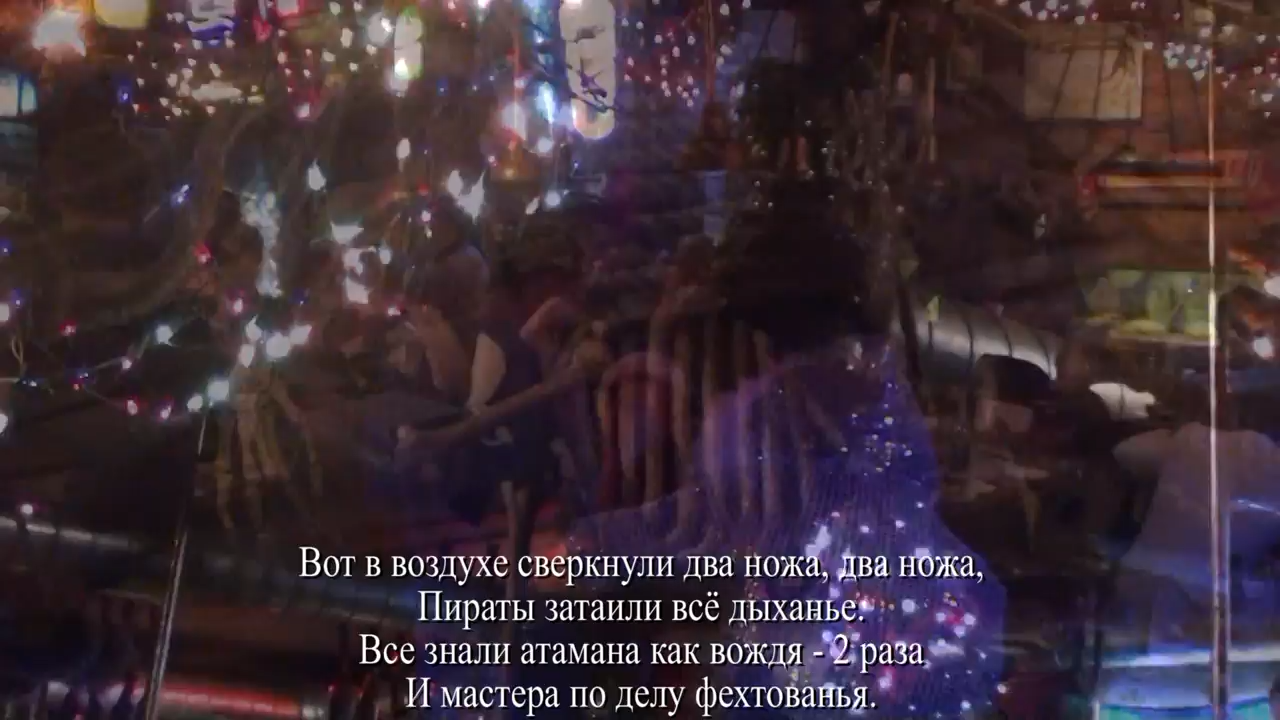 Вот в воздухе сверкнули два ножа, два ножа,
Пираты затаили всё дыханье.
Все знали атамана как вождя - 2 раза
И мастера по делу фехтованья.